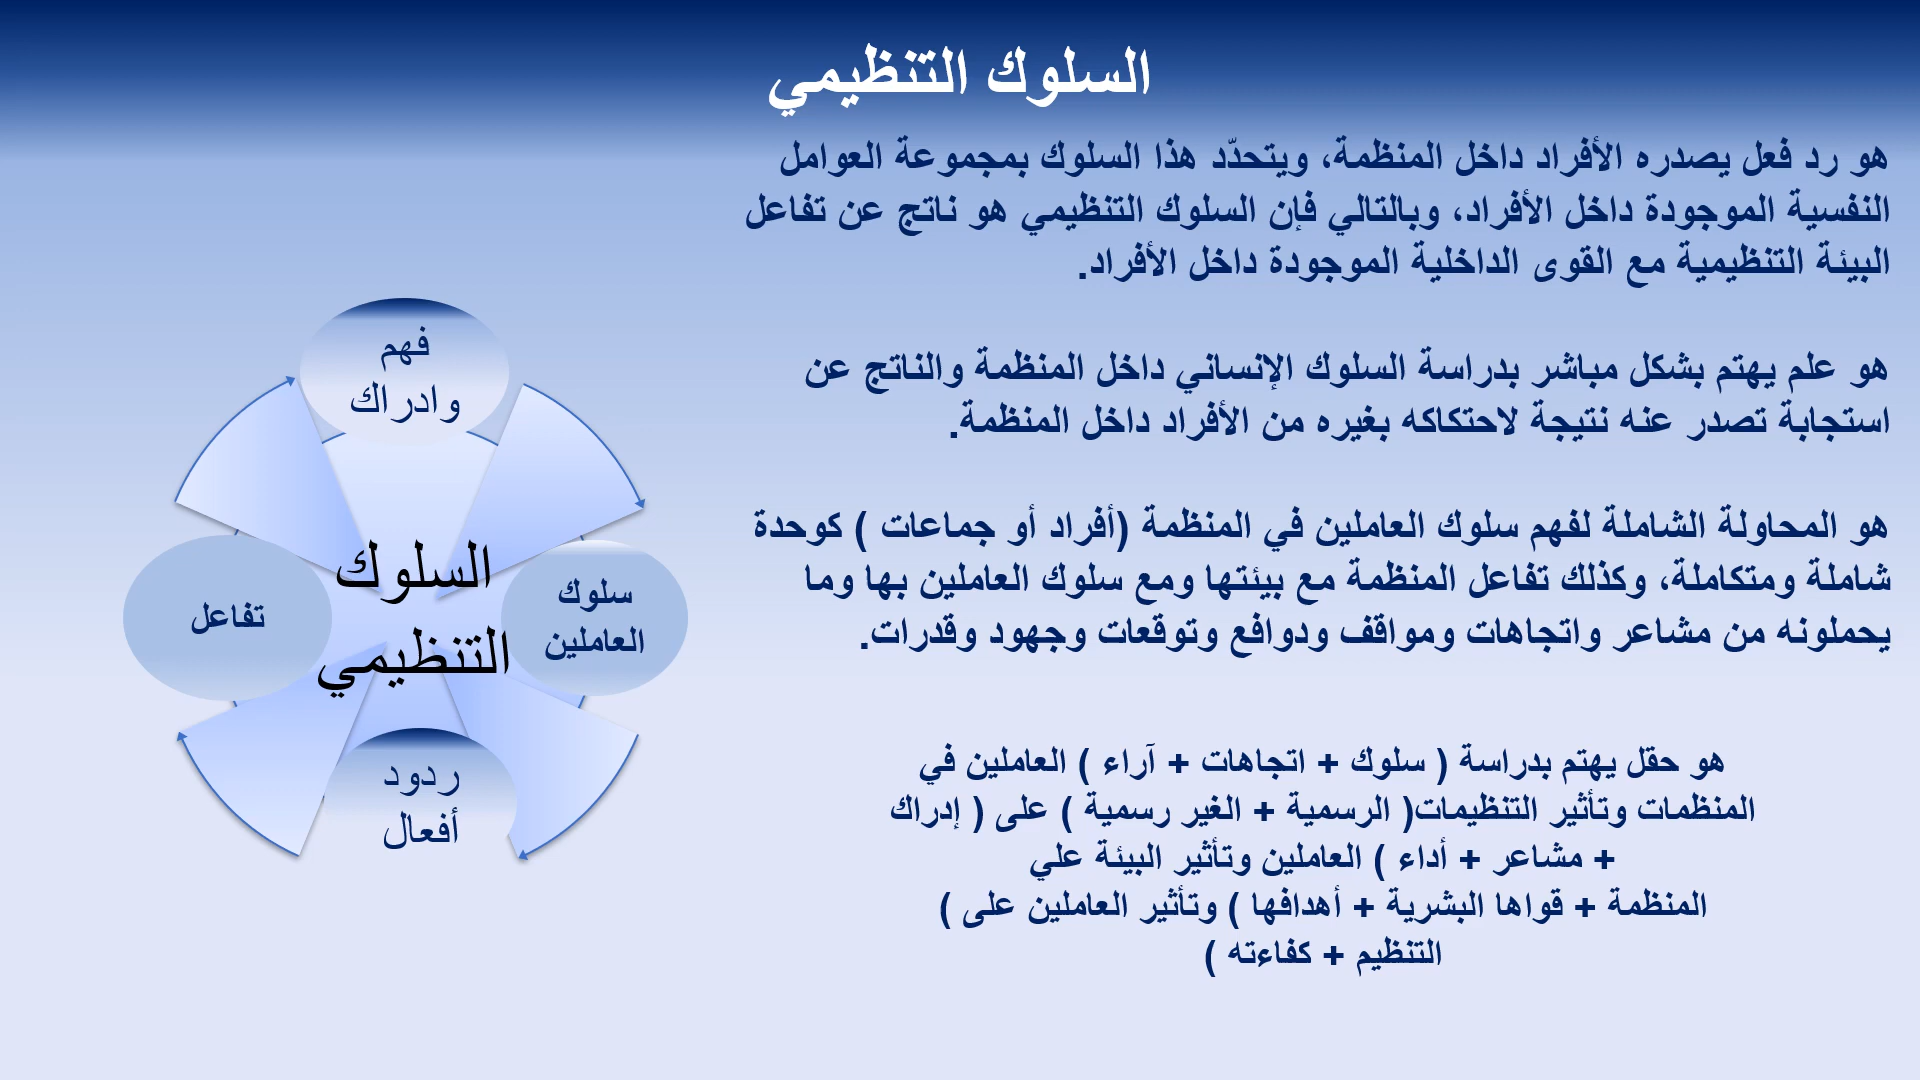 السلوك التنظيمي
هو رد فعل يصدره الأفراد داخل المنظمة، ويتحدّد هذا السلوك بمجموعة العوامل
النفسية الموجودة داخل الأفراد، وبالتالي فإن السلوك التنظيمي هو ناتج عن تفاعل
البيئة التنظيمية مع القوى الداخلية الموجودة داخل الأفراد.
هو علم يهتم بشكل مباشر بدراسة السلوك الإنساني داخل المنظمة والناتج عن
استجابة تصدر عنه نتيجة لاحتكاكه بغيره من الأفراد داخل المنظمة.
هو المحاولة الشاملة لفهم سلوك العاملين في المنظمة (أفراد أو جماعات ) كوحدة
شاملة ومتكاملة، وكذلك تفاعل المنظمة مع بيئتها ومع سلوك العاملين بها وما
يحملونه من مشاعر واتجاهات ومواقف ودوافع وتوقعات وجهود وقدرات.
هو حقل يهتم بدراسة ( سلوك + اتجاهات + آراء ) العاملين في
المنظمات وتأثير التنظيمات( الرسمية + الغير رسمية ) على ( إدراك
+ مشاعر + أداء ) العاملين وتأثير البيئة علي
المنظمة + قواها البشرية + أهدافها ) وتأثير العاملين على )
التنظيم + كفاءته )
فهم
وادراك
سلوك
العاملين
السلوك
التنظيمي
تفاعل
ردود
أفعال